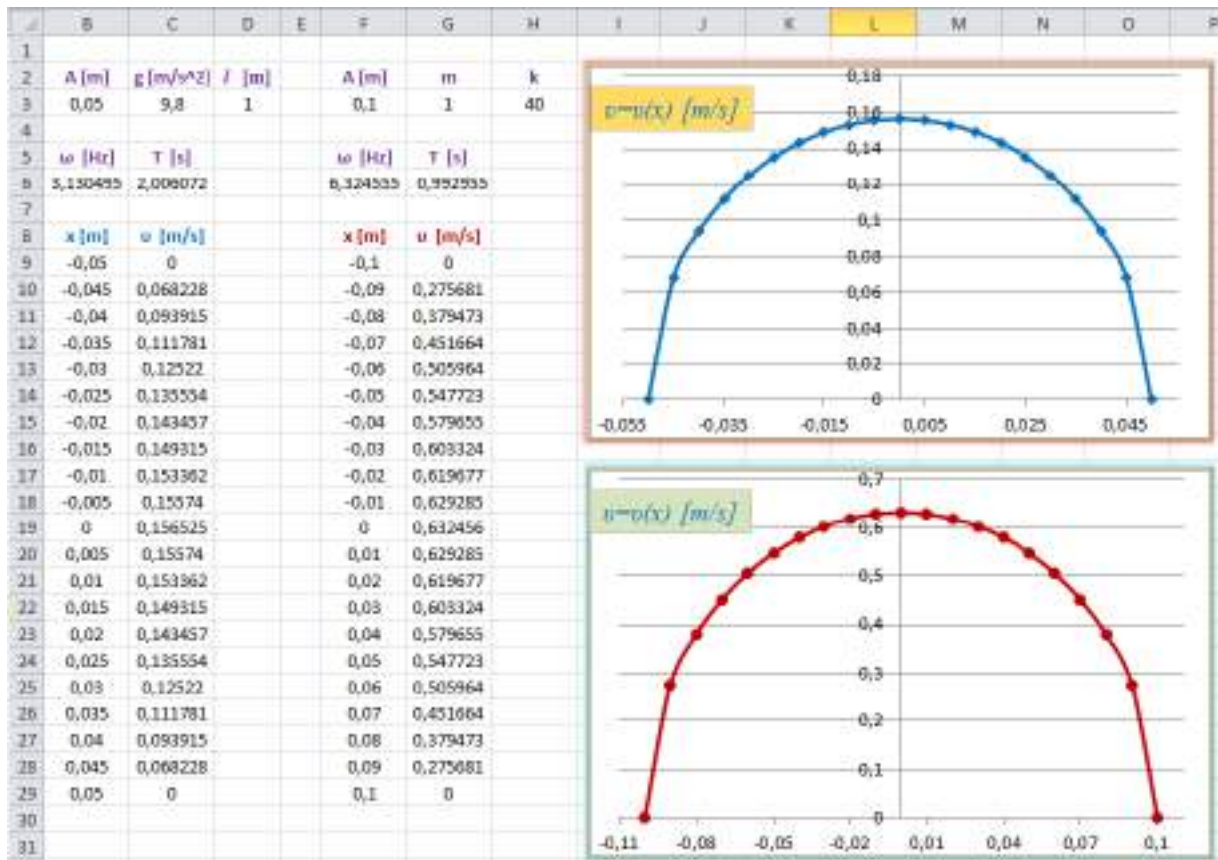 B C D E F G H I J K L M N O P
1
2 A [m] g [m/s^2] l [m] A [m] m k
3 0,05 9,8 1 0,1 1 40
4
5 ω [Hz] T [s] ω [Hz] T [s]
6 3,130495 2,006072 6,324555 0,992955
7
8 x [m] υ [m/s] x [m] υ [m/s]
9 -0,05 0 -0,1 0
10 -0,045 0,068228 -0,09 0,275681
11 -0,04 0,093915 -0,08 0,379473
12 -0,035 0,111781 -0,07 0,451664
13 -0,03 0,12522 -0,06 0,505964
14 -0,025 0,135554 -0,05 0,547723
15 -0,02 0,143457 -0,04 0,579655
16 -0,015 0,149315 -0,03 0,603324
17 -0,01 0,153362 -0,02 0,619677
18 -0,005 0,15574 -0,01 0,629285
19 0 0,156525 0 0,632456
20 0,005 0,15574 0,01 0,629285
21 0,01 0,153362 0,02 0,619677
22 0,015 0,149315 0,03 0,603324
23 0,02 0,143457 0,04 0,579655
24 0,025 0,135554 0,05 0,547723
25 0,03 0,12522 0,06 0,505964
26 0,035 0,111781 0,07 0,451664
27 0,04 0,093915 0,08 0,379473
28 0,045 0,068228 0,09 0,275681
29 0,05 0 0,1 0
30
31
υ=υ(x) [m/s]
0,18
0,16
0,14
0,12
0,1
0,08
0,06
0,04
0,02
0
-0,055 -0,035 -0,015 0,005 0,025 0,045
υ=υ(x) [m/s]
0,7
0,6
0,5
0,4
0,3
0,2
0,1
0
-0,11 -0,08 -0,05 -0,02 0,01 0,04 0,07 0,1